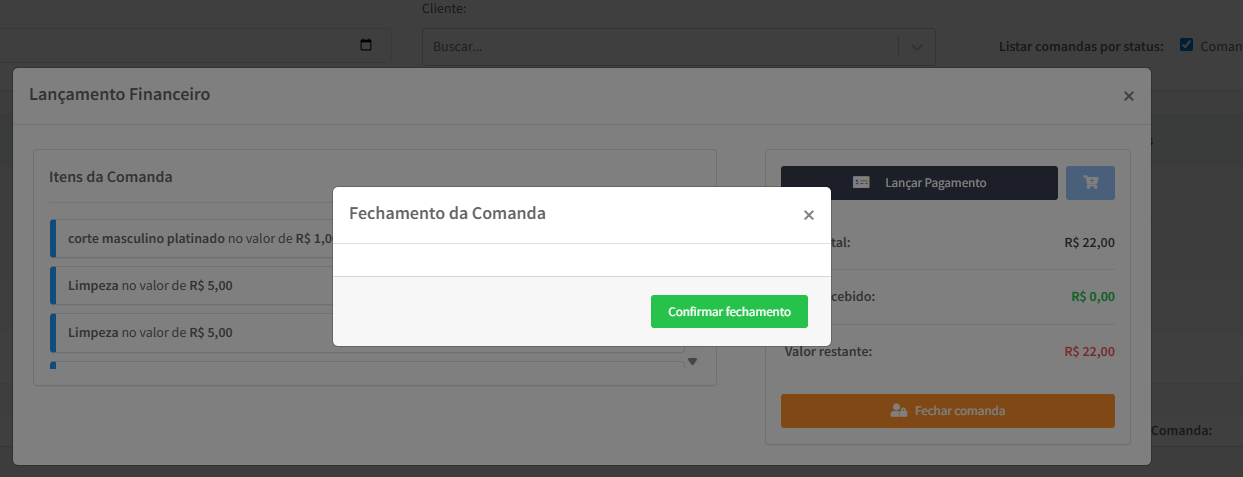 Cliente:
Buscar...
Listar comandas por status:
Lançamento Financeiro
×
Itens da Comanda
Lançar Pagamento
Fechamento da Comanda
×
corte masculino platinado no valor de R$ 1,0
tal:
R$ 22,00
Limpeza no valor de R$ 5,00
cebido:
R$ 0,00
Confirmar fechamento
Limpeza no valor de R$ 5,00
Valor restante:
R$ 22,00
Fechar comanda
Comanda: